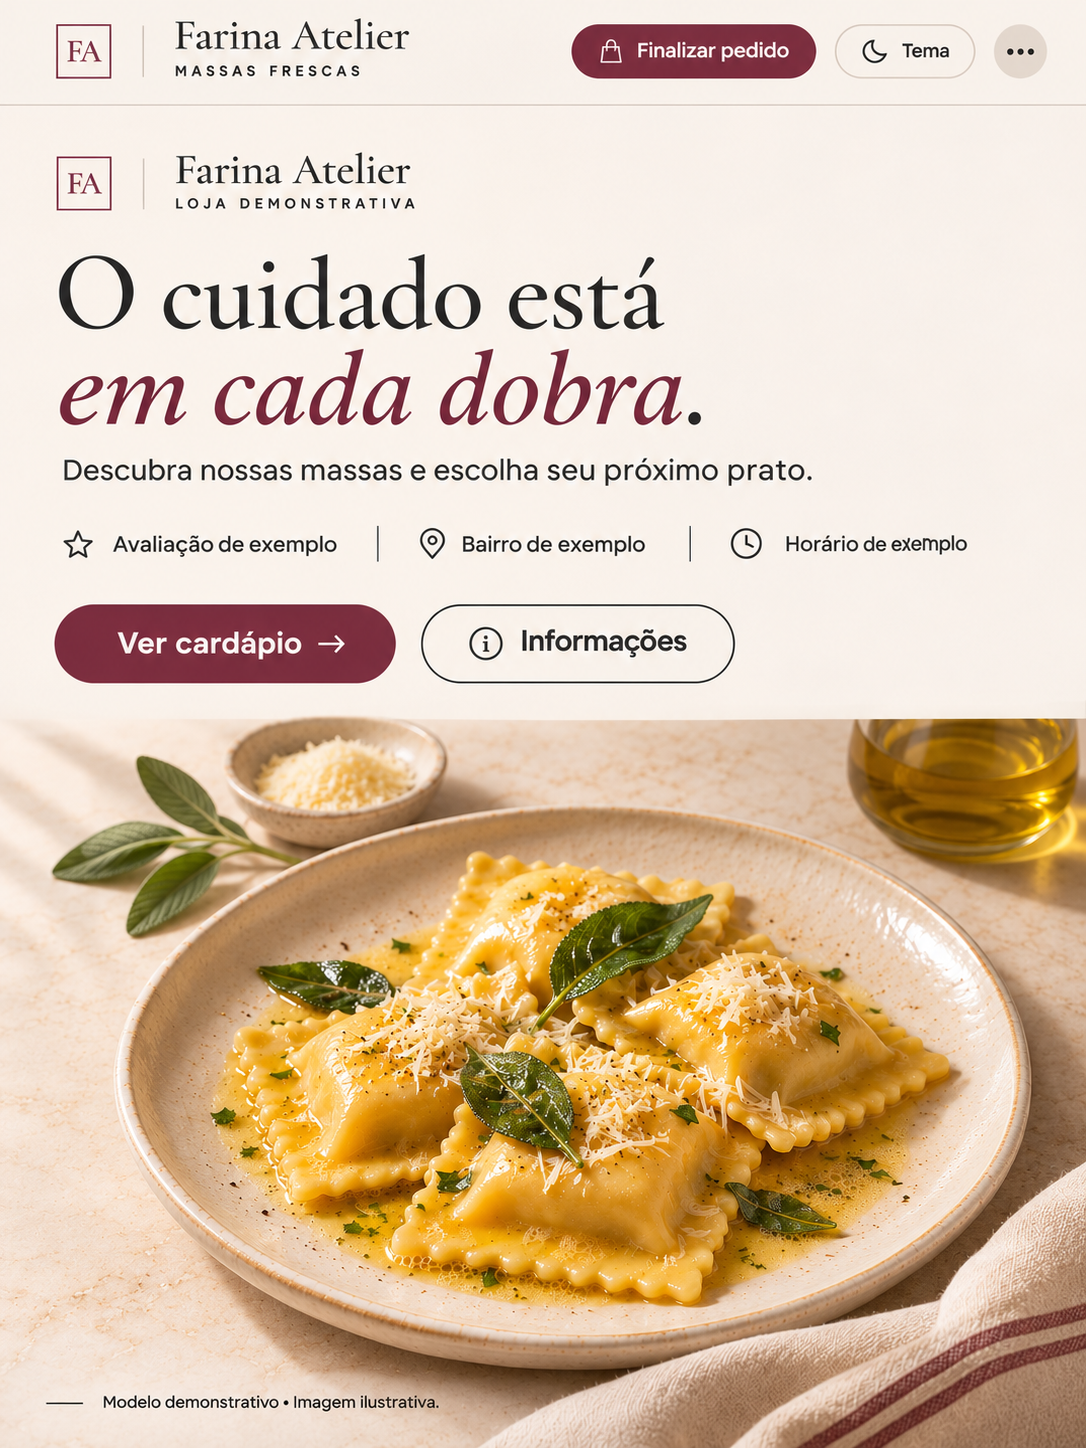 FA
Farina Atelier
MASSAS FRESCAS
Finalizar pedido
Tema
FA
Farina Atelier
LOJA DEMONSTRATIVA
O cuidado está
em cada dobra.
Descubra nossas massas e escolha seu próximo prato.
Avaliação de exemplo
Bairro de exemplo
Horário de exemplo
Ver cardápio →
Informações
Modelo demonstrativo • Imagem ilustrativa.